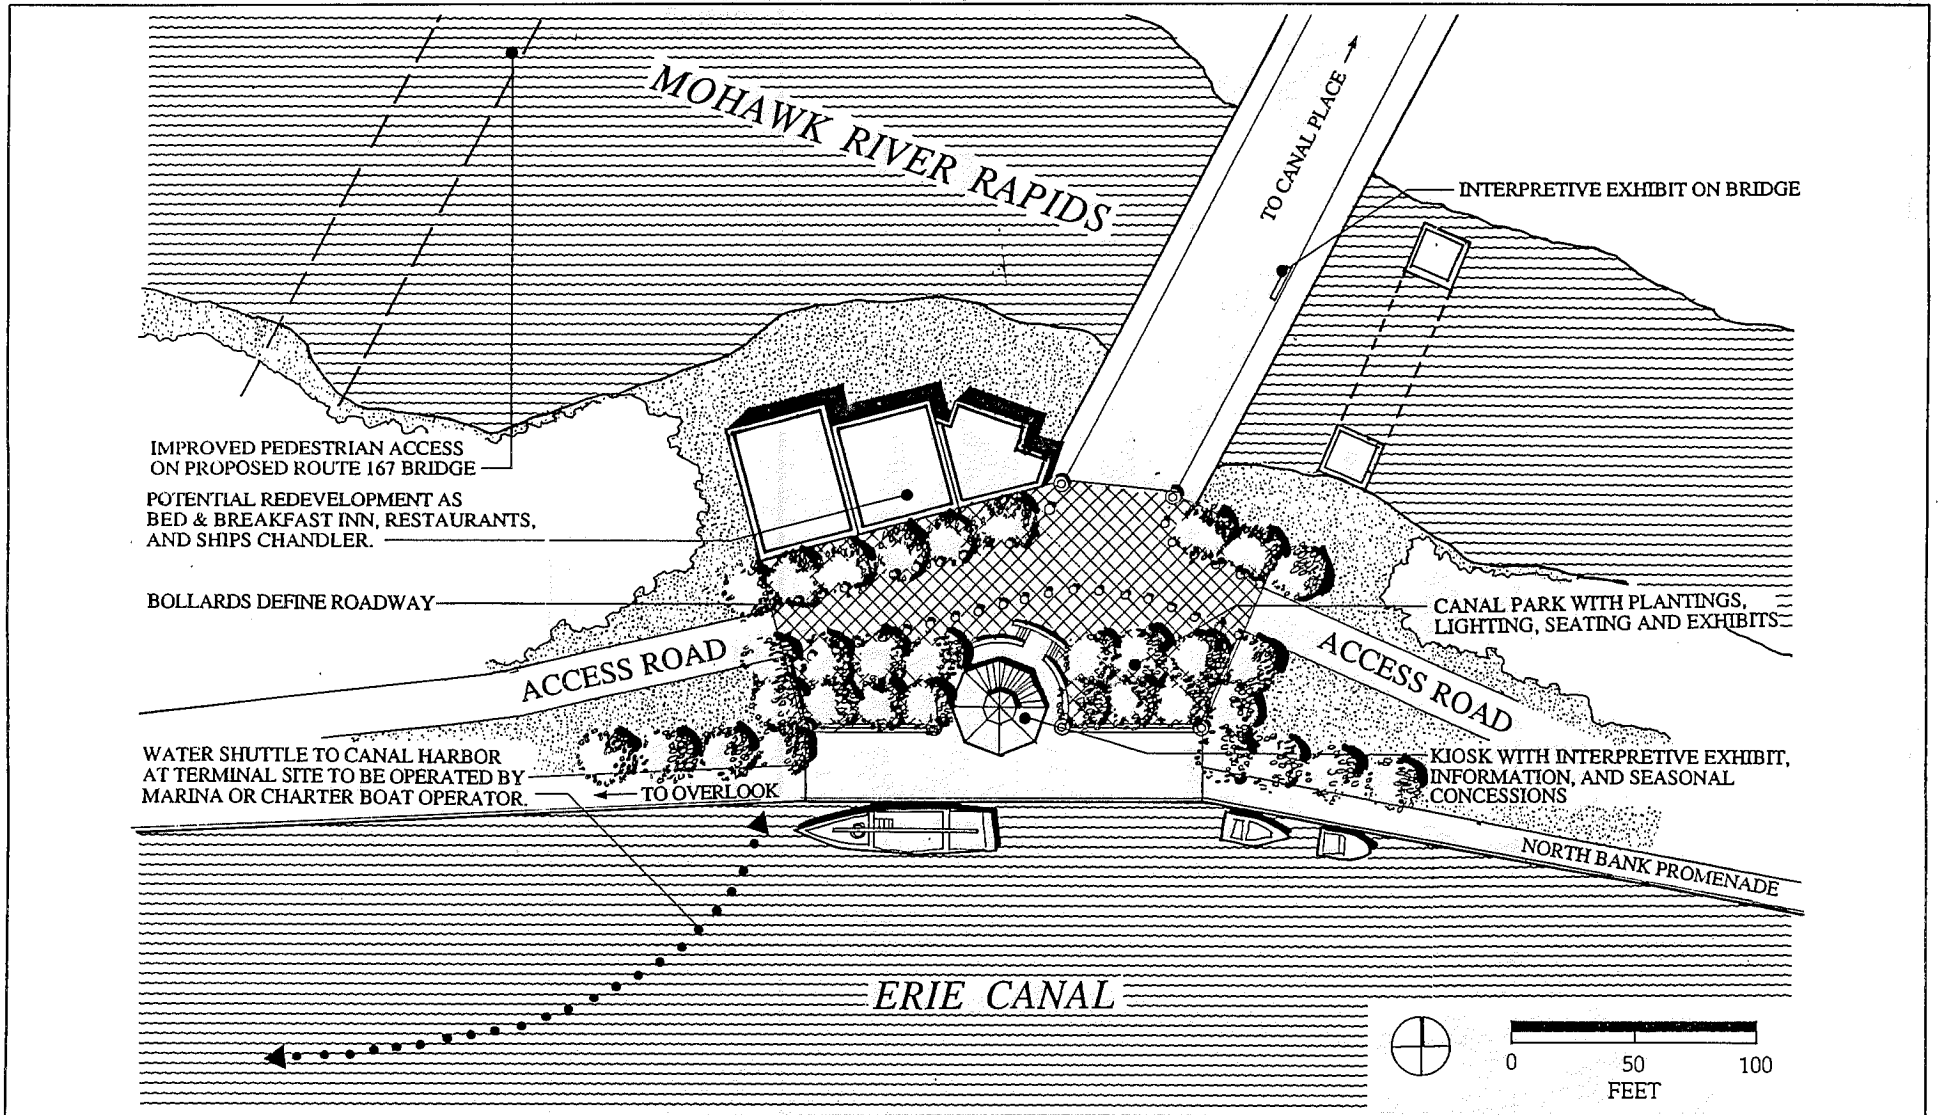 MOHAWK RIVER RAPIDS
TO CANAL PLACE
INTERPRETIVE EXHIBIT ON BRIDGE
IMPROVED PEDESTRIAN ACCESS
ON PROPOSED ROUTE 167 BRIDGE
POTENTIAL REDEVELOPMENT AS
BED & BREAKFAST INN, RESTAURANTS,
AND SHIPS CHANDLER.
BOLLARDS DEFINE ROADWAY
CANAL PARK WITH PLANTINGS,
LIGHTING, SEATING AND EXHIBITS
ACCESS ROAD
ACCESS ROAD
WATER SHUTTLE TO CANAL HARBOR
AT TERMINAL SITE TO BE OPERATED BY
MARINA OR CHARTER BOAT OPERATOR.
TO OVERLOOK
KIOSK WITH INTERPRETIVE EXHIBIT,
INFORMATION, AND SEASONAL
CONCESSIONS
NORTH BANK PROMENADE
ERIE CANAL
0 50 100
FEET